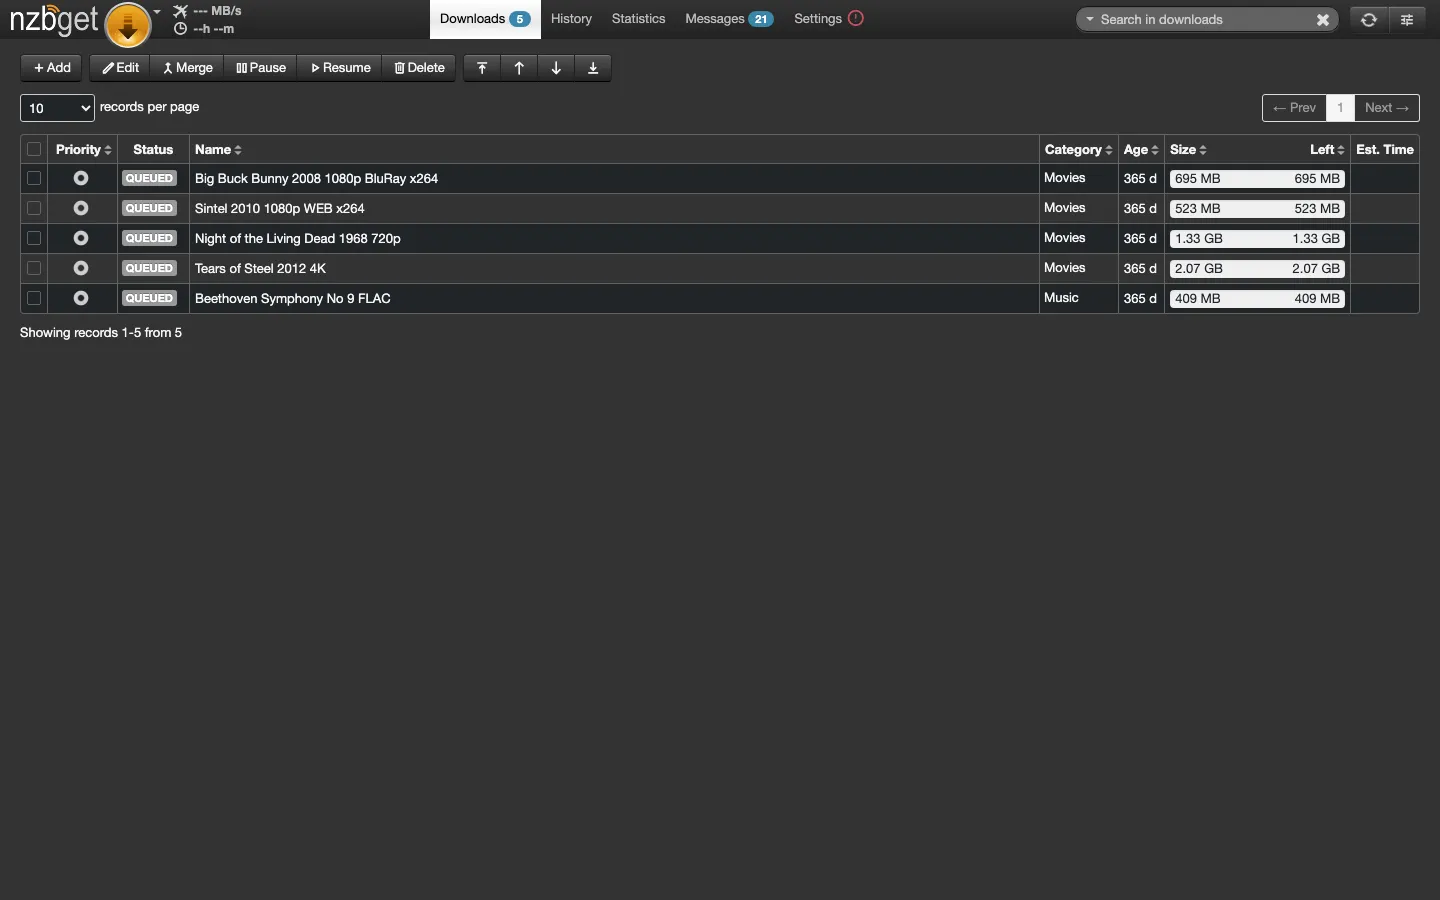 nzbget --- MB/s
--h --m
Downloads 5 History Statistics Messages 21 Settings
Search in downloads
Add Edit Merge Pause Resume Delete
10 records per page
← Prev 1 Next →
Priority Status Name Category Age Size Left Est. Time
QUEUED Big Buck Bunny 2008 1080p BluRay x264 Movies 365 d 695 MB 695 MB
QUEUED Sintel 2010 1080p WEB x264 Movies 365 d 523 MB 523 MB
QUEUED Night of the Living Dead 1968 720p Movies 365 d 1.33 GB 1.33 GB
QUEUED Tears of Steel 2012 4K Movies 365 d 2.07 GB 2.07 GB
QUEUED Beethoven Symphony No 9 FLAC Music 365 d 409 MB 409 MB
Showing records 1-5 from 5